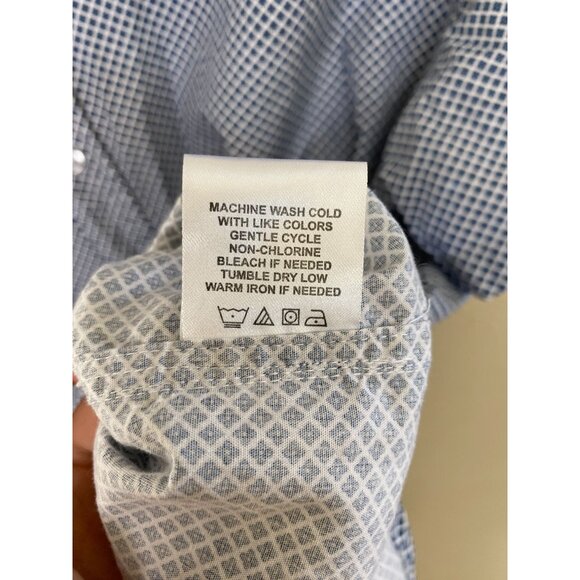 MACHINE WASH COLD
WITH LIKE COLORS
GENTLE CYCLE
NON-CHLORINE
BLEACH IF NEEDED
TUMBLE DRY LOW
WARM IRON IF NEEDED